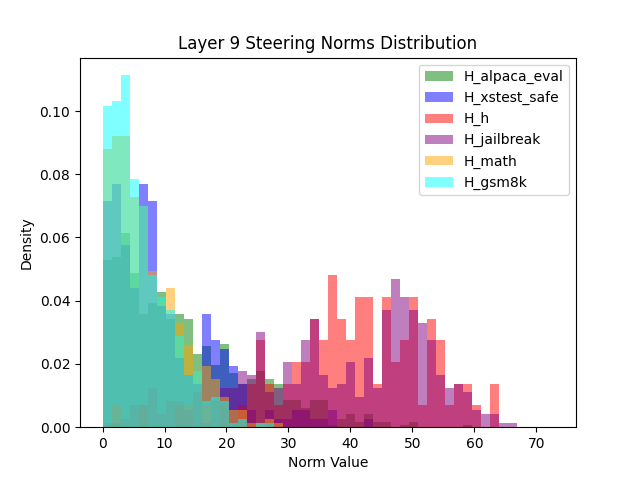 Layer 9 Steering Norms Distribution
H_alpaca_eval
H_xstest_safe
H_h
H_jailbreak
H_math
H_gsm8k
Density
0.10
0.08
0.06
0.04
0.02
0.00
0 10 20 30 40 50 60 70
Norm Value